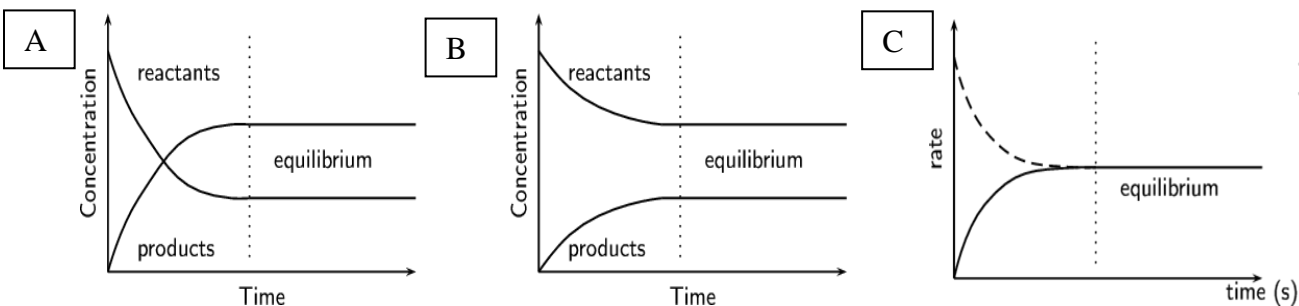 A
Concentration
reactants
equilibrium
products
Time
B
Concentration
reactants
equilibrium
products
Time
C
rate
equilibrium
time (s)